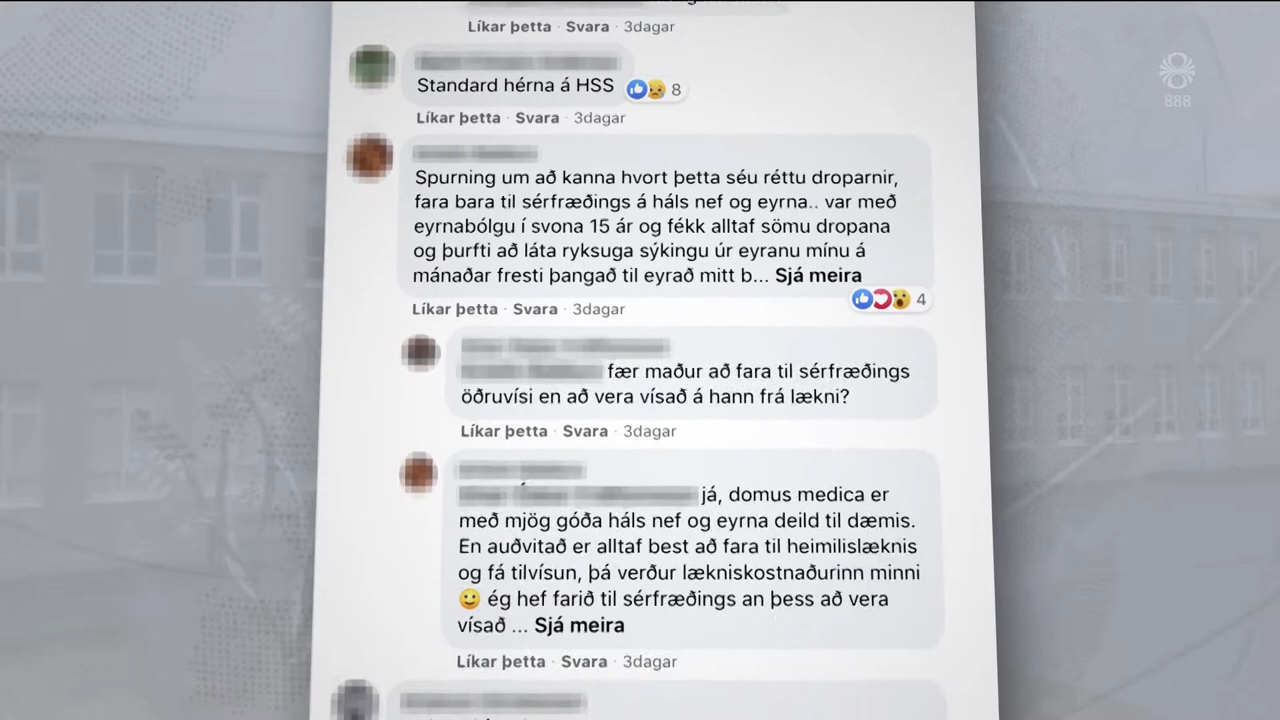 Líkar þetta · Svara · 3dagar
888
Standard hérna á HSS
8
Líkar þetta · Svara · 3dagar
Spurning um að kanna hvort þetta séu réttu droparnir,
fara bara til sérfræðings á háls nef og eyrna.. var með
eyrnabólgu í svona 15 ár og fékk alltaf sömu dropana
og þurfti að láta ryksuga sýkingu úr eyranu mínu á
mánaðar fresti þangað til eyrað mitt b... Sjá meira
4
Líkar þetta · Svara · 3dagar
fær maður að fara til sérfræðings
öðruvísi en að vera vísað á hann frá lækni?
Líkar þetta · Svara · 3dagar
já, domus medica er
með mjög góða háls nef og eyrna deild til dæmis.
En auðvitað er alltaf best að fara til heimilislæknis
og fá tilvísun, þá verður lækniskostnaðurinn minni
🙂 ég hef farið til sérfræðings an þess að vera
vísað ... Sjá meira
Líkar þetta · Svara · 3dagar